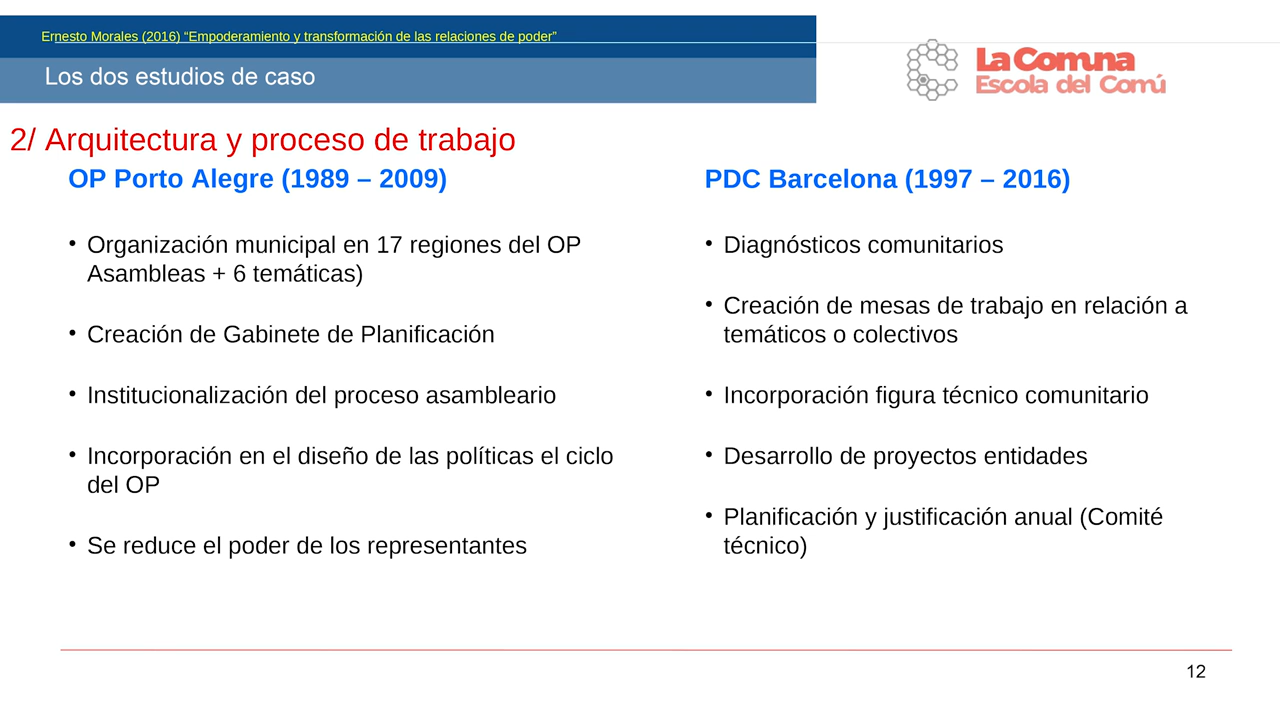 Ernesto Morales (2016) “Empoderamiento y transformación de las relaciones de poder”
Los dos estudios de caso
La Comuna
Escola del Comú
2/ Arquitectura y proceso de trabajo
OP Porto Alegre (1989 – 2009)
• Organización municipal en 17 regiones del OP
Asambleas + 6 temáticas)
• Creación de Gabinete de Planificación
• Institucionalización del proceso asambleario
• Incorporación en el diseño de las políticas el ciclo
del OP
• Se reduce el poder de los representantes
PDC Barcelona (1997 – 2016)
• Diagnósticos comunitarios
• Creación de mesas de trabajo en relación a
temáticos o colectivos
• Incorporación figura técnico comunitario
• Desarrollo de proyectos entidades
• Planificación y justificación anual (Comité
técnico)
12